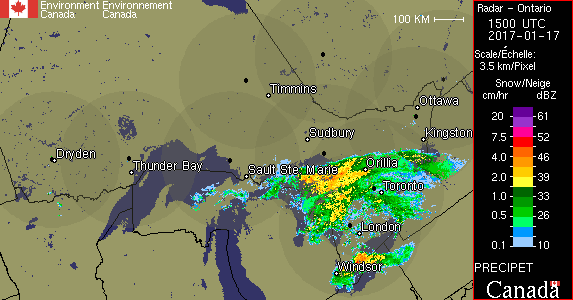 Environment Environnement
Canada Canada
100 KM
Timmins
Ottawa
Kingston
Sudbury
Dryden
Thunder Bay
Sault Ste. Marie
Orillia
Toronto
London
Windsor
Radar - Ontario
1500 UTC
2017-01-17
Scale/Échelle:
3.5 km/Pixel
Snow/Neige
cm/hr dBZ
20 61
7.5 52
4.0 46
2.0 39
1.0 33
0.5 26
0.1 10
PRECIPET
Canada